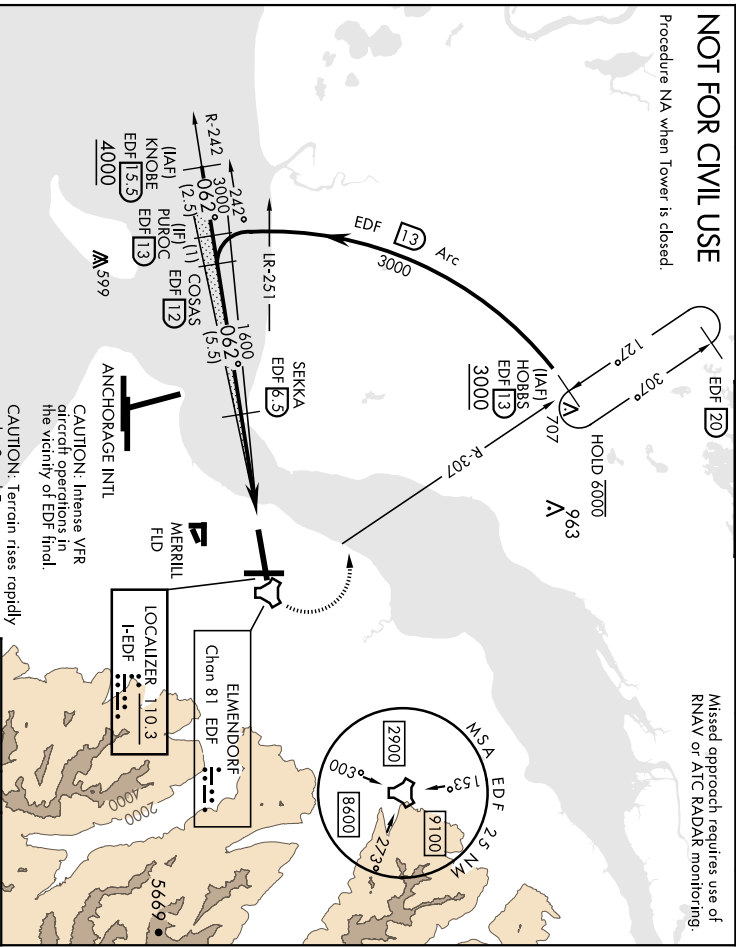 NOT FOR CIVIL USE
Procedure NA when Tower is closed.
Missed approach requires use of
RNAV or ATC RADAR monitoring.
EDF 20
127°
307°
HOLD 6000
707
963
(IAF)
HOBBS
EDF 13
3000
R-307
EDF 13 Arc
3000
LR-251
242°
R-242
3000
062°
(2.5)
(1)
1600
062°
(5.5)
(IAF)
KNOBE
EDF 15.5
4000
(IF)
PUROC
EDF 13
COSAS
EDF 12
SEKKA
EDF 6.5
599
ANCHORAGE INTL
MERRILL
FLD
CAUTION: Intense VFR
aircraft operations in
the vicinity of EDF final.
CAUTION: Terrain rises rapidly
LOCALIZER 110.3
I-EDF
ELMENDORF
Chan 81 EDF
MSA EDF 25 NM
153°
2900
9100
003°
8600
273°
4000
2000
5669